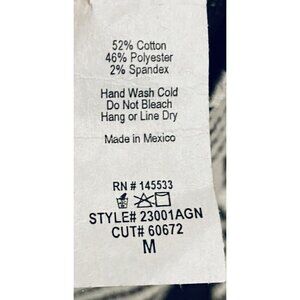 52% Cotton
46% Polyester
2% Spandex
Hand Wash Cold
Do Not Bleach
Hang or Line Dry
Made in Mexico
RN # 145533
STYLE# 23001AGN
CUT# 60672
M